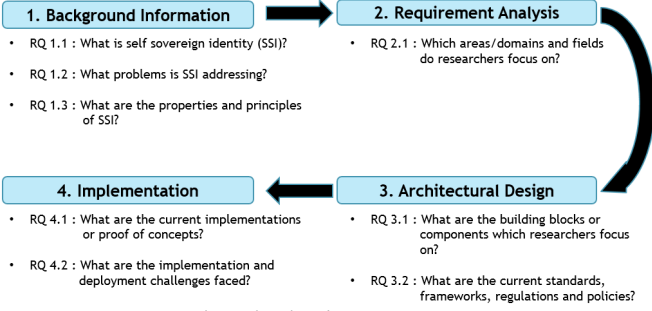 1. Background Information
• RQ 1.1 : What is self sovereign identity (SSI)?
• RQ 1.2 : What problems is SSI addressing?
• RQ 1.3 : What are the properties and principles
of SSI?
2. Requirement Analysis
• RQ 2.1 : Which areas/domains and fields
do researchers focus on?
3. Architectural Design
• RQ 3.1 : What are the building blocks or
components which researchers focus
on?
• RQ 3.2 : What are the current standards,
frameworks, regulations and policies?
4. Implementation
• RQ 4.1 : What are the current implementations
or proof of concepts?
• RQ 4.2 : What are the implementation and
deployment challenges faced?